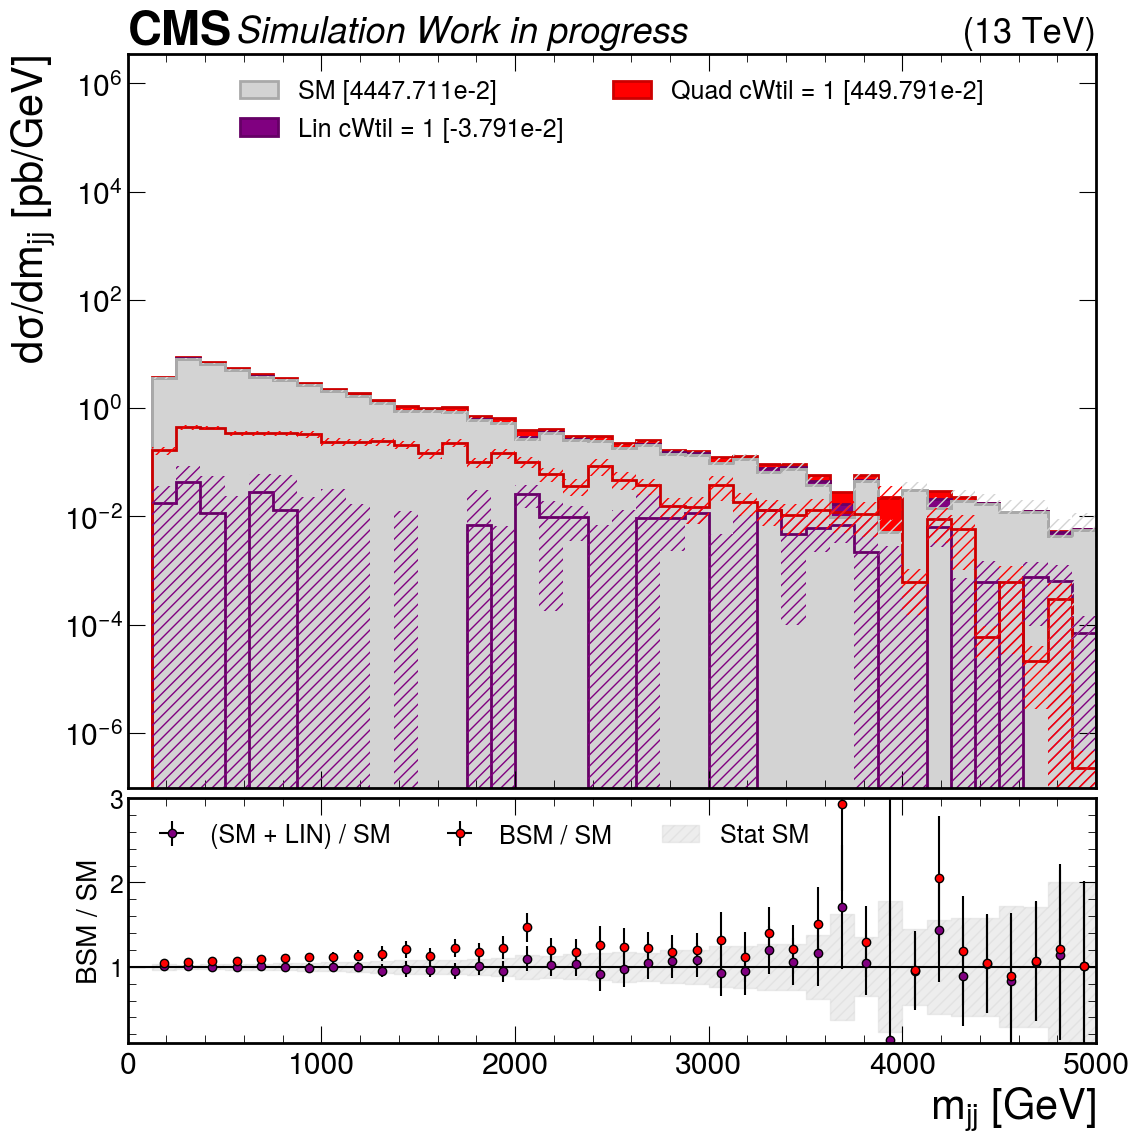 CMS Simulation Work in progress (13 TeV)
dσ/dm_jj [pb/GeV]
SM [4447.711e-2]
Quad cWtil = 1 [449.791e-2]
Lin cWtil = 1 [-3.791e-2]
10^6
10^4
10^2
10^0
10^−2
10^−4
10^−6
BSM / SM
(SM + LIN) / SM
BSM / SM
Stat SM
3
2
1
0 1000 2000 3000 4000 5000
m_jj [GeV]